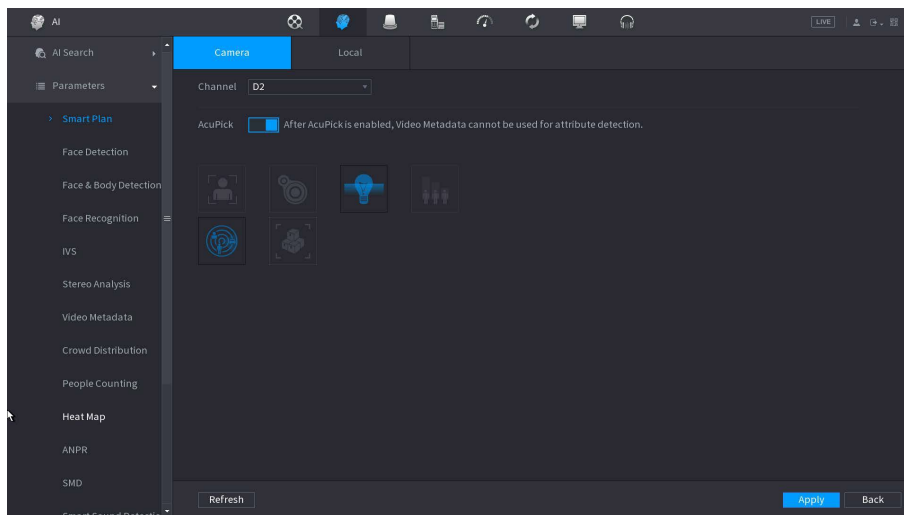 AI
LIVE
AI Search
Camera
Local
Parameters
Channel
D2
Smart Plan
AcuPick
After AcuPick is enabled, Video Metadata cannot be used for attribute detection.
Face Detection
Face & Body Detection
Face Recognition
IVS
Stereo Analysis
Video Metadata
Crowd Distribution
People Counting
Heat Map
ANPR
SMD
Refresh
Apply
Back